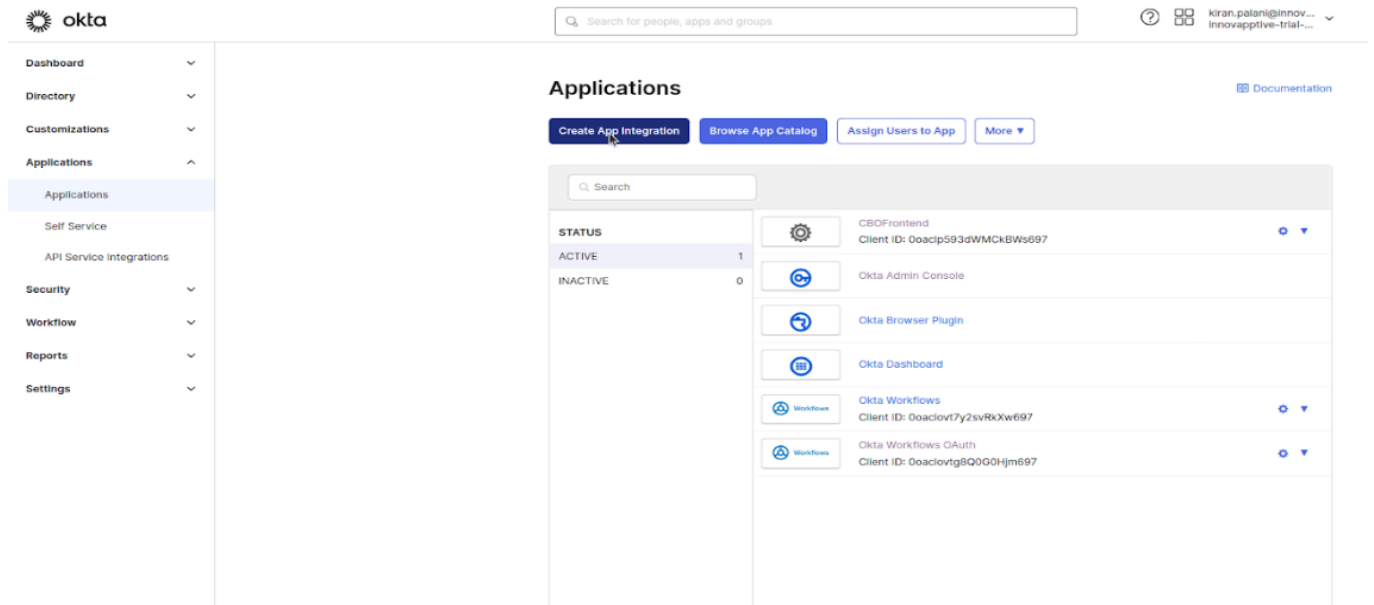 okta
Search for people, apps and groups
kiran.palani@innov...
innovapptive-trial-...
Dashboard
Directory
Customizations
Applications
Applications
Self Service
API Service Integrations
Security
Workflow
Reports
Settings
Applications
Documentation
Create App Integration
Browse App Catalog
Assign Users to App
More ▼
Search
STATUS
ACTIVE 1
INACTIVE 0
CBOFrontend
Client ID: 0oaclp593dWMCkBWs697
Okta Admin Console
Okta Browser Plugin
Okta Dashboard
Workflows
Okta Workflows
Client ID: 0oaclovt7y2svRkXw697
Workflows
Okta Workflows OAuth
Client ID: 0oaclovtg8Q0G0Hjm697